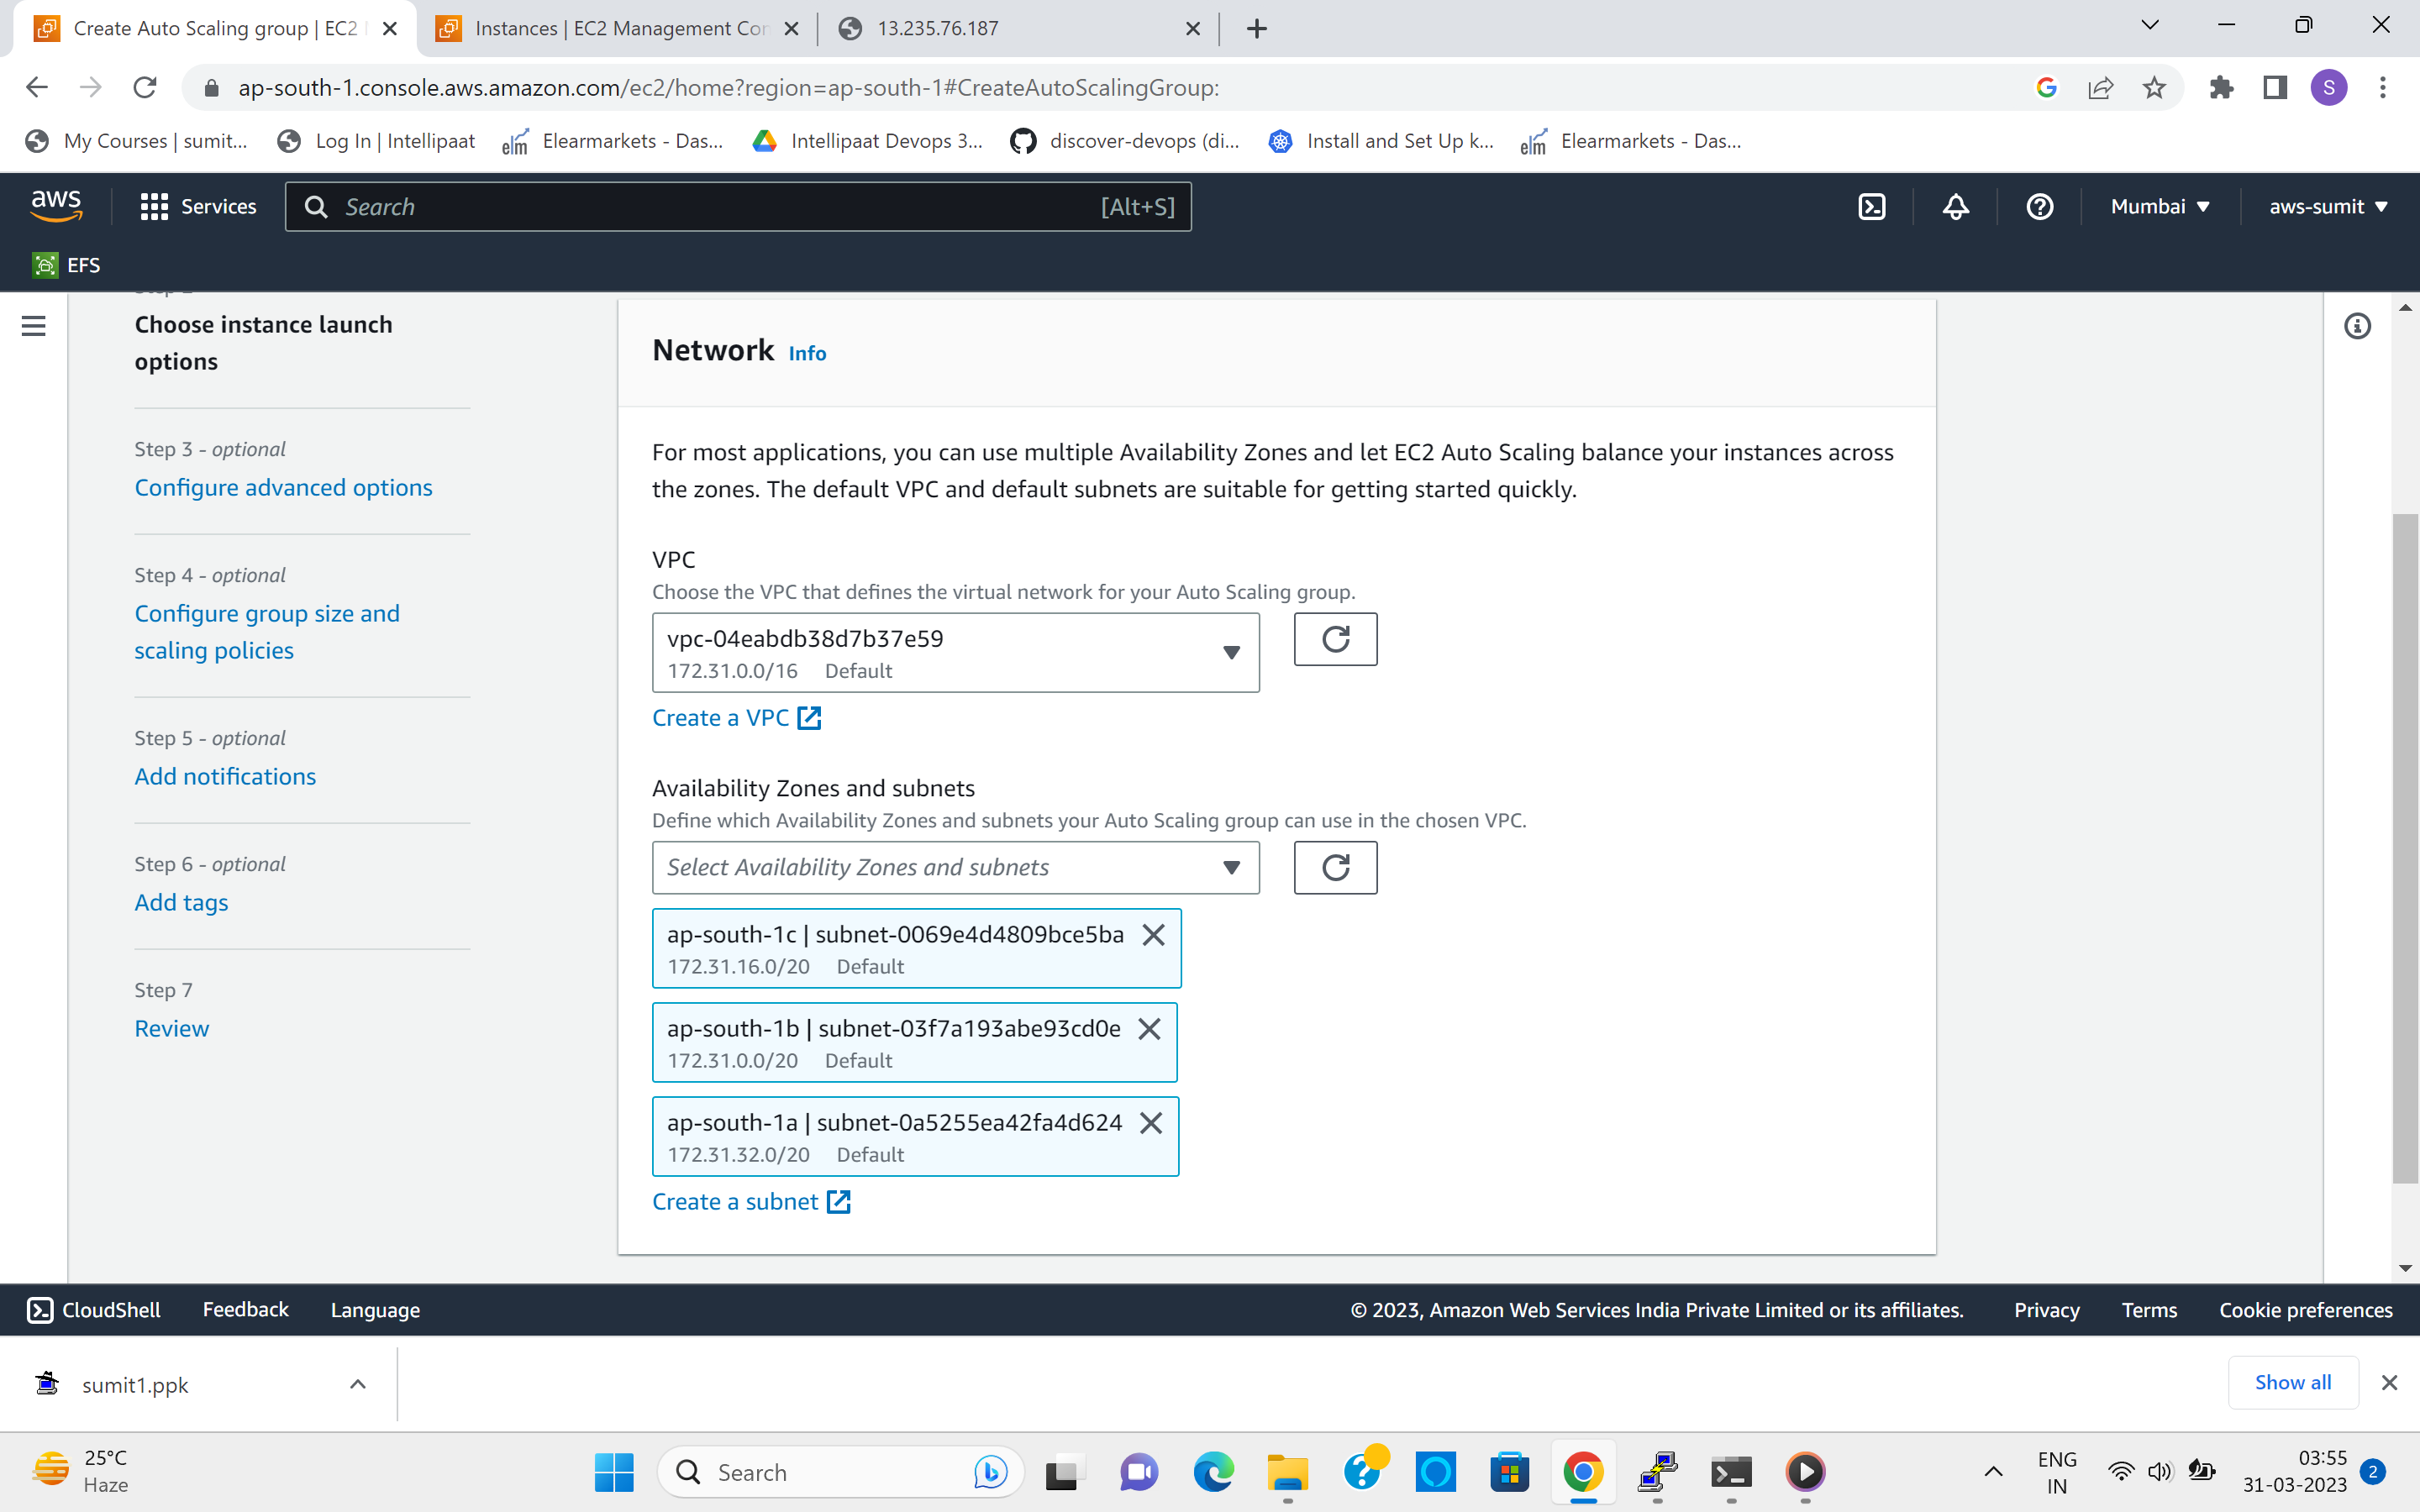 Create Auto Scaling group | EC2
Instances | EC2 Management Con
13.235.76.187
ap-south-1.console.aws.amazon.com/ec2/home?region=ap-south-1#CreateAutoScalingGroup:
S
My Courses | sumit...
Log In | Intellipaat
elm
Elearmarkets - Das...
Intellipaat Devops 3...
discover-devops (di...
Install and Set Up k...
elm
Elearmarkets - Das...
aws
Services
Search
[Alt+S]
Mumbai
aws-sumit
EFS
Choose instance launch
options
Step 3 - optional
Configure advanced options
Step 4 - optional
Configure group size and
scaling policies
Step 5 - optional
Add notifications
Step 6 - optional
Add tags
Step 7
Review
Network Info
For most applications, you can use multiple Availability Zones and let EC2 Auto Scaling balance your instances across
the zones. The default VPC and default subnets are suitable for getting started quickly.
VPC
Choose the VPC that defines the virtual network for your Auto Scaling group.
vpc-04eabdb38d7b37e59
172.31.0.0/16 Default
Create a VPC
Availability Zones and subnets
Define which Availability Zones and subnets your Auto Scaling group can use in the chosen VPC.
Select Availability Zones and subnets
ap-south-1c | subnet-0069e4d4809bce5ba
172.31.16.0/20 Default
ap-south-1b | subnet-03f7a193abe93cd0e
172.31.0.0/20 Default
ap-south-1a | subnet-0a5255ea42fa4d624
172.31.32.0/20 Default
Create a subnet
CloudShell
Feedback
Language
© 2023, Amazon Web Services India Private Limited or its affiliates.
Privacy
Terms
Cookie preferences
sumit1.ppk
Show all
25°C
Haze
Search
ENG
IN
03:55
31-03-2023
2